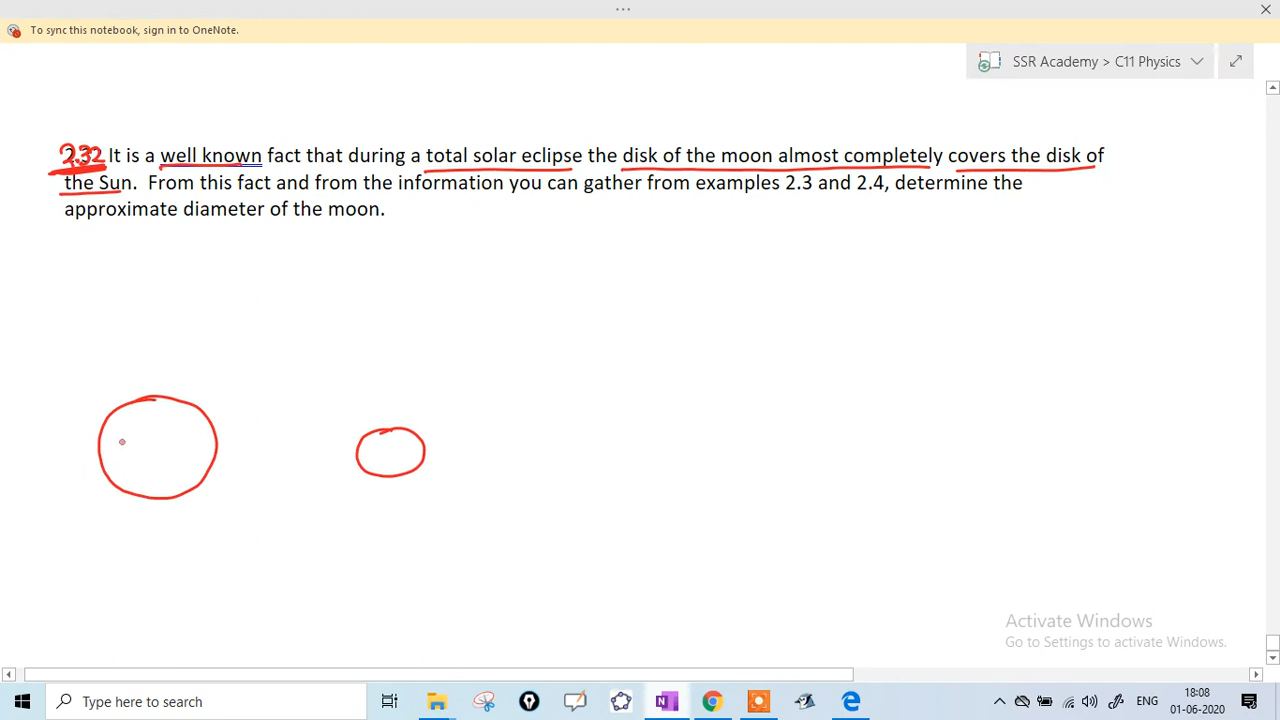 To sync this notebook, sign in to OneNote.
SSR Academy > C11 Physics
2.32 It is a well known fact that during a total solar eclipse the disk of the moon almost completely covers the disk of
the Sun. From this fact and from the information you can gather from examples 2.3 and 2.4, determine the
approximate diameter of the moon.
Activate Windows
Go to Settings to activate Windows.
Type here to search
ENG
18:08
01-06-2020